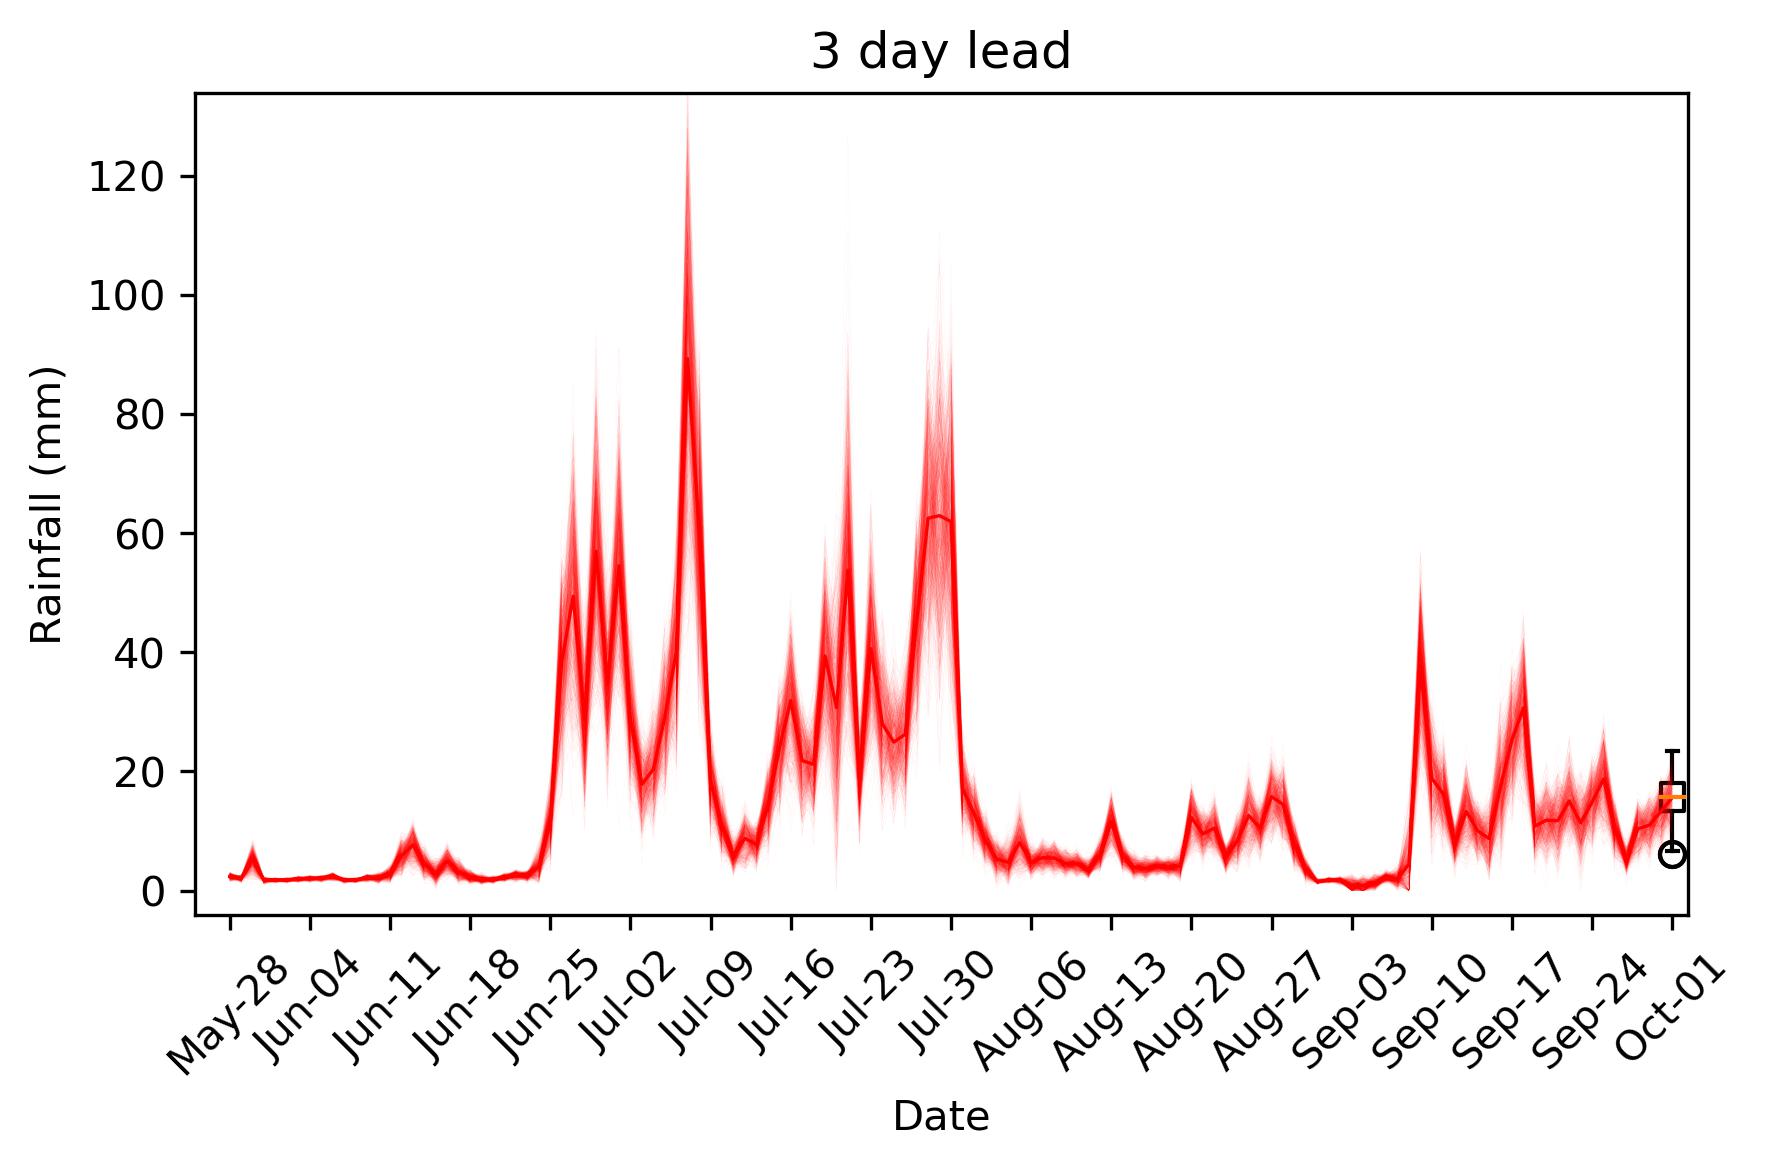 3 day lead
Rainfall (mm)
120
100
80
60
40
20
0
May-28
Jun-04
Jun-11
Jun-18
Jun-25
Jul-02
Jul-09
Jul-16
Jul-23
Jul-30
Aug-06
Aug-13
Aug-20
Aug-27
Sep-03
Sep-10
Sep-17
Sep-24
Oct-01
Date